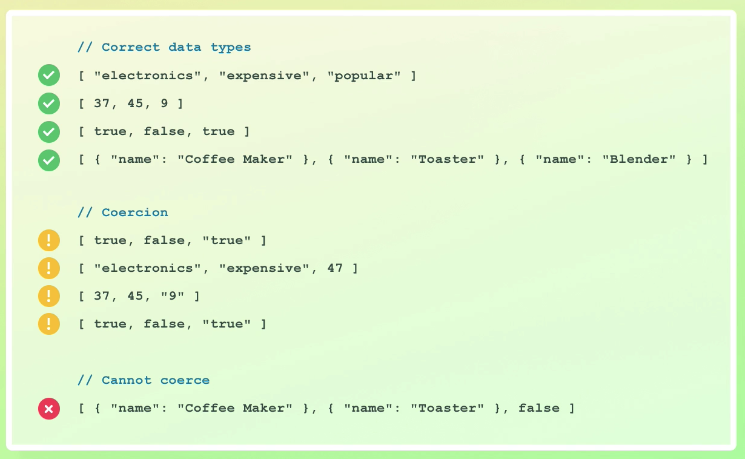 // Correct data types
[ "electronics", "expensive", "popular" ]
[ 37, 45, 9 ]
[ true, false, true ]
[ { "name": "Coffee Maker" }, { "name": "Toaster" }, { "name": "Blender" } ]
// Coercion
[ true, false, "true" ]
[ "electronics", "expensive", 47 ]
[ 37, 45, "9" ]
[ true, false, "true" ]
// Cannot coerce
[ { "name": "Coffee Maker" }, { "name": "Toaster" }, false ]